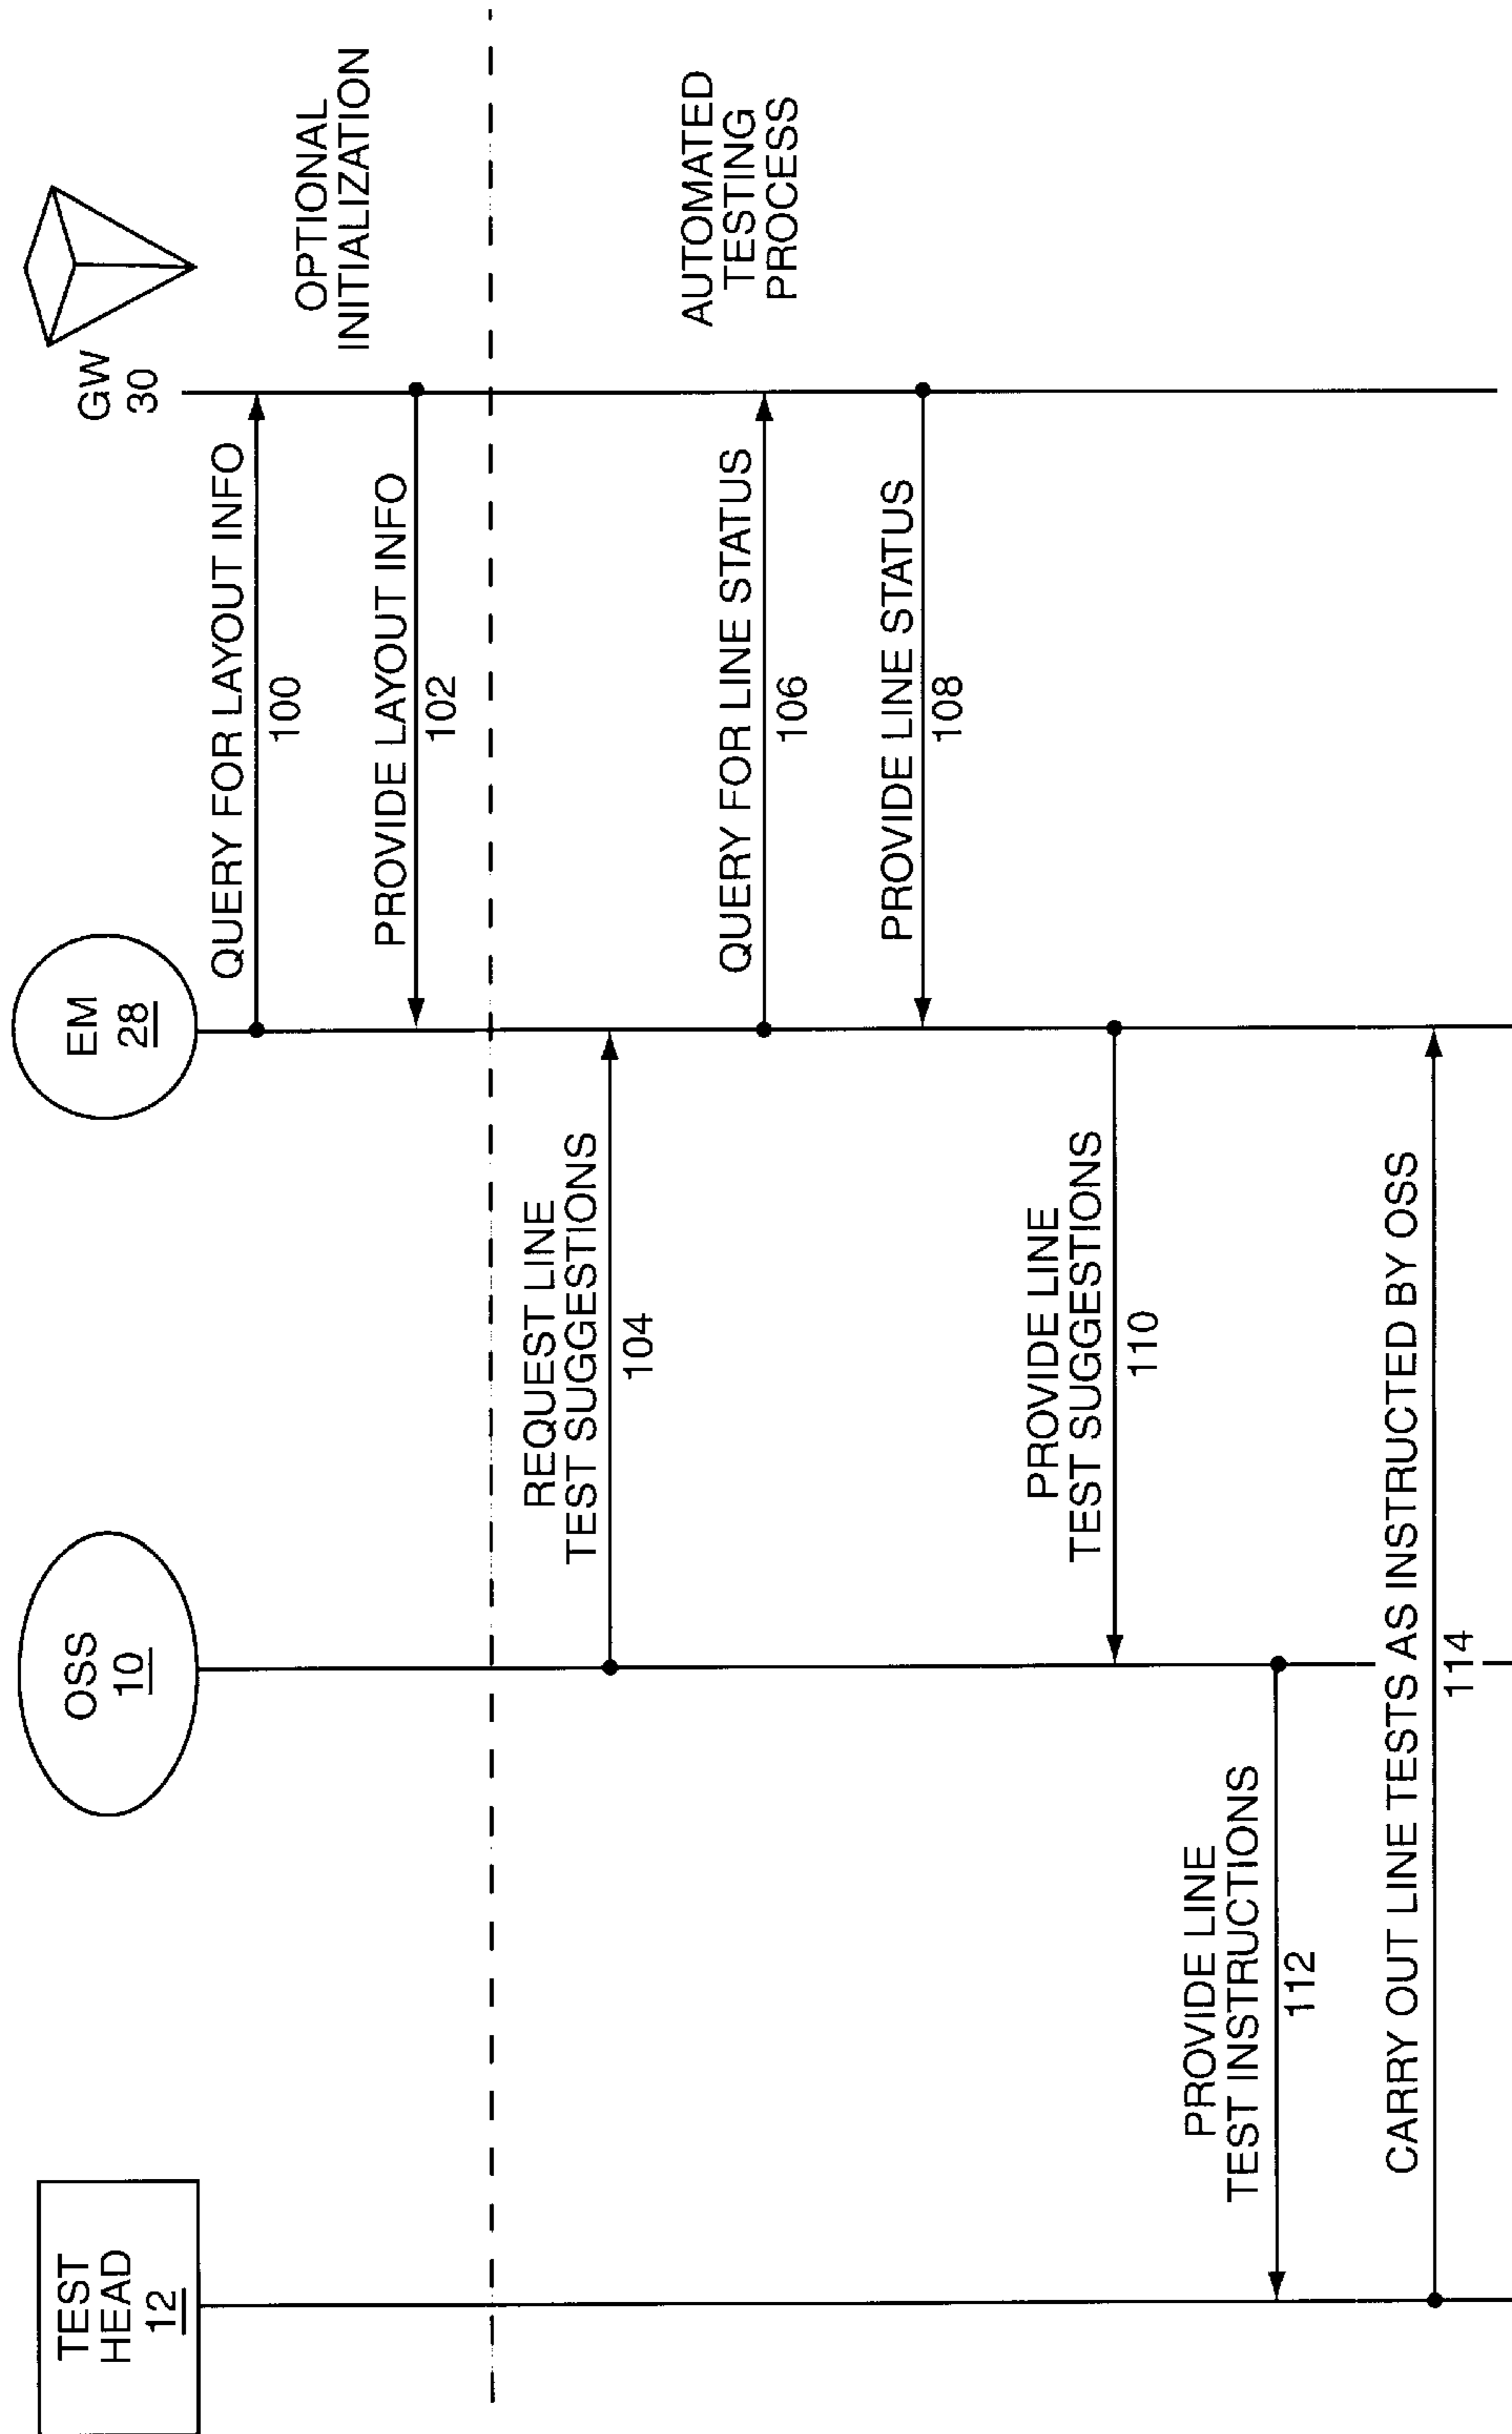 TEST
HEAD
12
OSS
10
EM
28
GW
30
QUERY FOR LAYOUT INFO
100
OPTIONAL
INITIALIZATION
PROVIDE LAYOUT INFO
102
REQUEST LINE
TEST SUGGESTIONS
104
AUTOMATED
TESTING
PROCESS
QUERY FOR LINE STATUS
106
PROVIDE LINE STATUS
108
PROVIDE LINE
TEST SUGGESTIONS
110
PROVIDE LINE
TEST INSTRUCTIONS
112
CARRY OUT LINE TESTS AS INSTRUCTED BY OSS
114